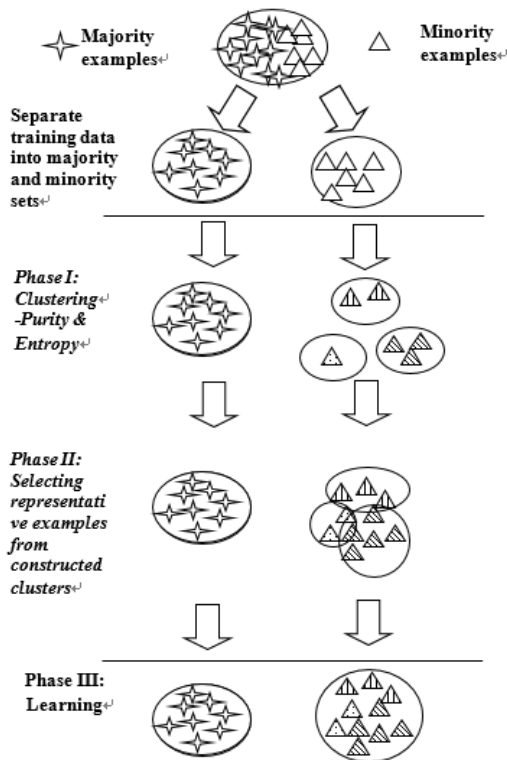 Majority
examples↵
Minority
examples↵
Separate
training data
into majority
and minority
sets↵
Phase I:
Clustering↵
-Purity &
Entropy↵
Phase II:
Selecting
representati
ve examples
from
constructed
clusters↵
Phase III:
Learning↵